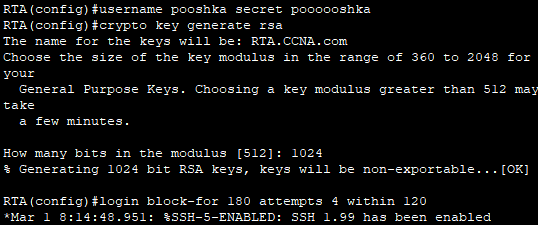 RTA(config)#username pooshka secret poooooshka
RTA(config)#crypto key generate rsa
The name for the keys will be: RTA.CCNA.com
Choose the size of the key modulus in the range of 360 to 2048 for
your
  General Purpose Keys. Choosing a key modulus greater than 512 may
take
  a few minutes.

How many bits in the modulus [512]: 1024
% Generating 1024 bit RSA keys, keys will be non-exportable...[OK]

RTA(config)#login block-for 180 attempts 4 within 120
*Mar 1 8:14:48.951: %SSH-5-ENABLED: SSH 1.99 has been enabled